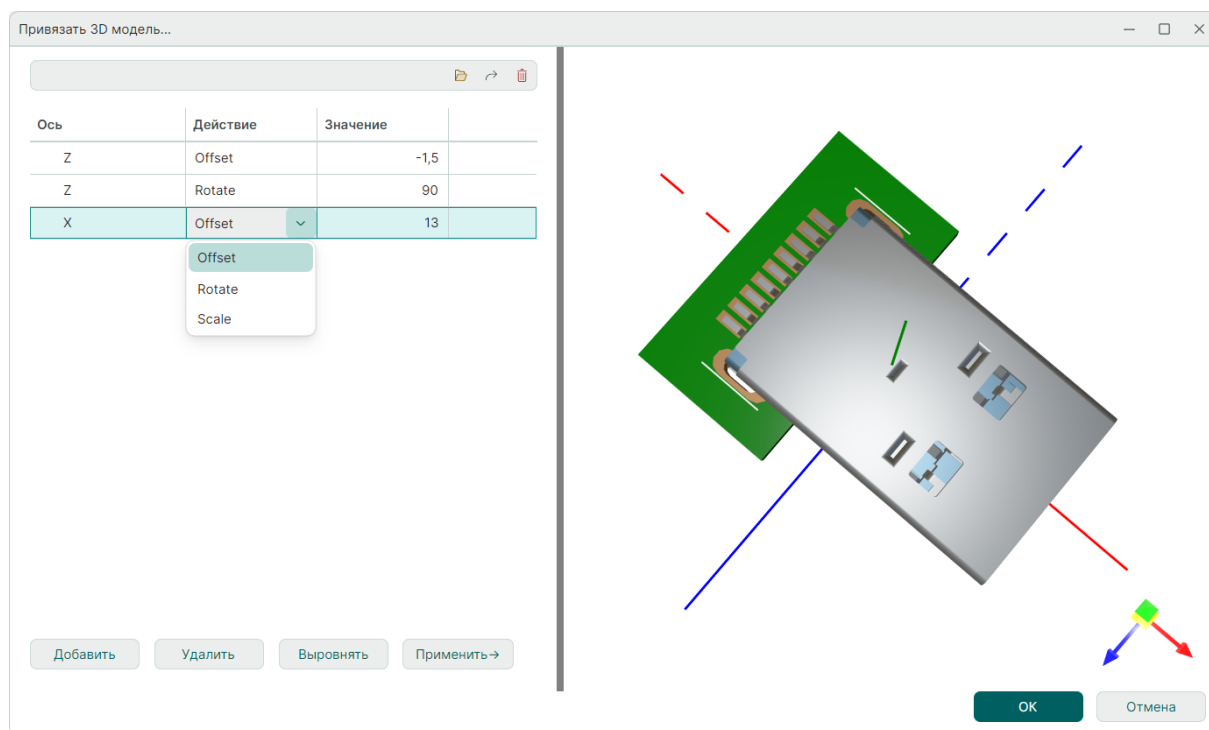 Привязать 3D модель...
Ось Действие Значение
Z Offset -1,5
Z Rotate 90
X Offset 13
Offset
Rotate
Scale
Добавить Удалить Выровнять Применить→
OK Отмена